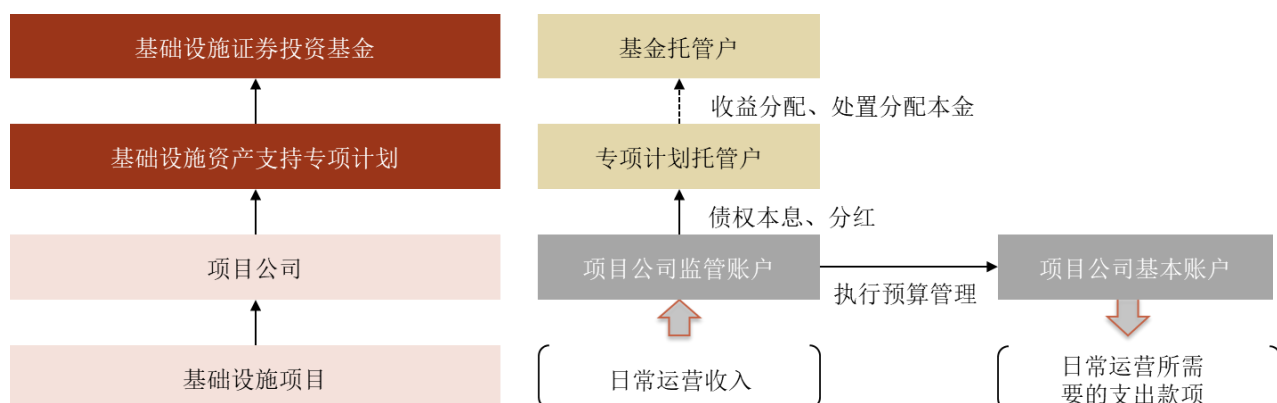 基础设施证券投资基金
基金托管户
收益分配、处置分配本金
基础设施资产支持专项计划
专项计划托管户
债权本息、分红
项目公司
项目公司监管账户
项目公司基本账户
执行预算管理
基础设施项目
日常运营收入
日常运营所需
要的支出款项